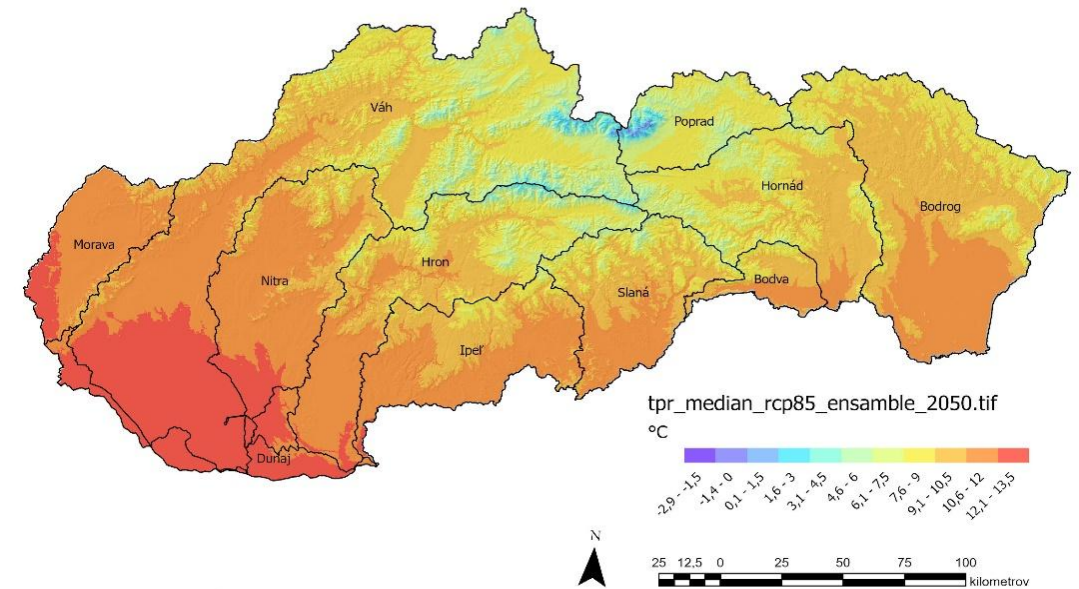 Váh
Poprad
Hornád
Bodrog
Morava
Nitra
Hron
Slaná
Bodva
Ipeľ
Dunaj
tpr_median_rcp85_ensamble_2050.tif
°C
-2,9 - -1,5
-1,4 - 0
0,1 - 1,5
1,6 - 3
3,1 - 4,5
4,6 - 6
6,1 - 7,5
7,6 - 9
9,1 - 10,5
10,6 - 12
12,1 - 13,5
N
25 12,5 0 25 50 75 100
kilometrov